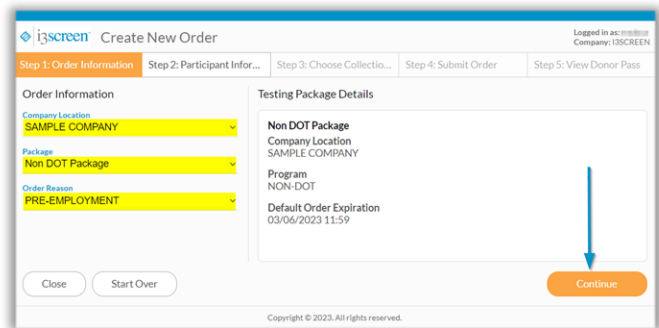 i3screen Create New Order
Logged in as:
Company: I3SCREEN
Step 1: Order Information
Step 2: Participant Infor...
Step 3: Choose Collectio...
Step 4: Submit Order
Step 5: View Donor Pass
Order Information
Company Location
SAMPLE COMPANY
Package
Non DOT Package
Order Reason
PRE-EMPLOYMENT
Testing Package Details
Non DOT Package
Company Location
SAMPLE COMPANY
Program
NON-DOT
Default Order Expiration
03/06/2023 11:59
Close
Start Over
Continue
Copyright © 2023. All rights reserved.